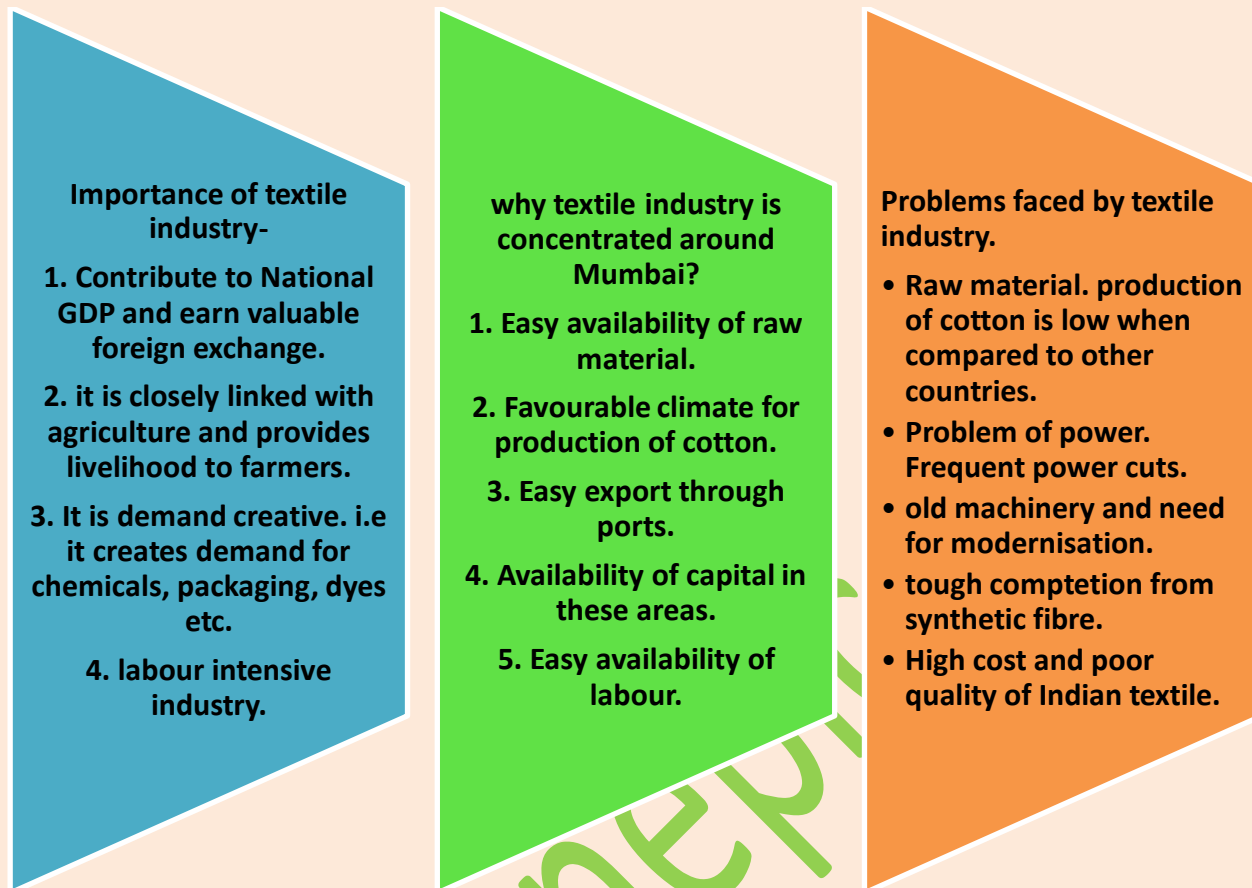 Importance of textile
industry-
1. Contribute to National
GDP and earn valuable
foreign exchange.
2. it is closely linked with
agriculture and provides
livelihood to farmers.
3. It is demand creative. i.e
it creates demand for
chemicals, packaging, dyes
etc.
4. labour intensive
industry.
why textile industry is
concentrated around
Mumbai?
1. Easy availability of raw
material.
2. Favourable climate for
production of cotton.
3. Easy export through
ports.
4. Availability of capital in
these areas.
5. Easy availability of
labour.
Problems faced by textile
industry.
• Raw material. production
of cotton is low when
compared to other
countries.
• Problem of power.
Frequent power cuts.
• old machinery and need
for modernisation.
• tough comptetion from
synthetic fibre.
• High cost and poor
quality of Indian textile.